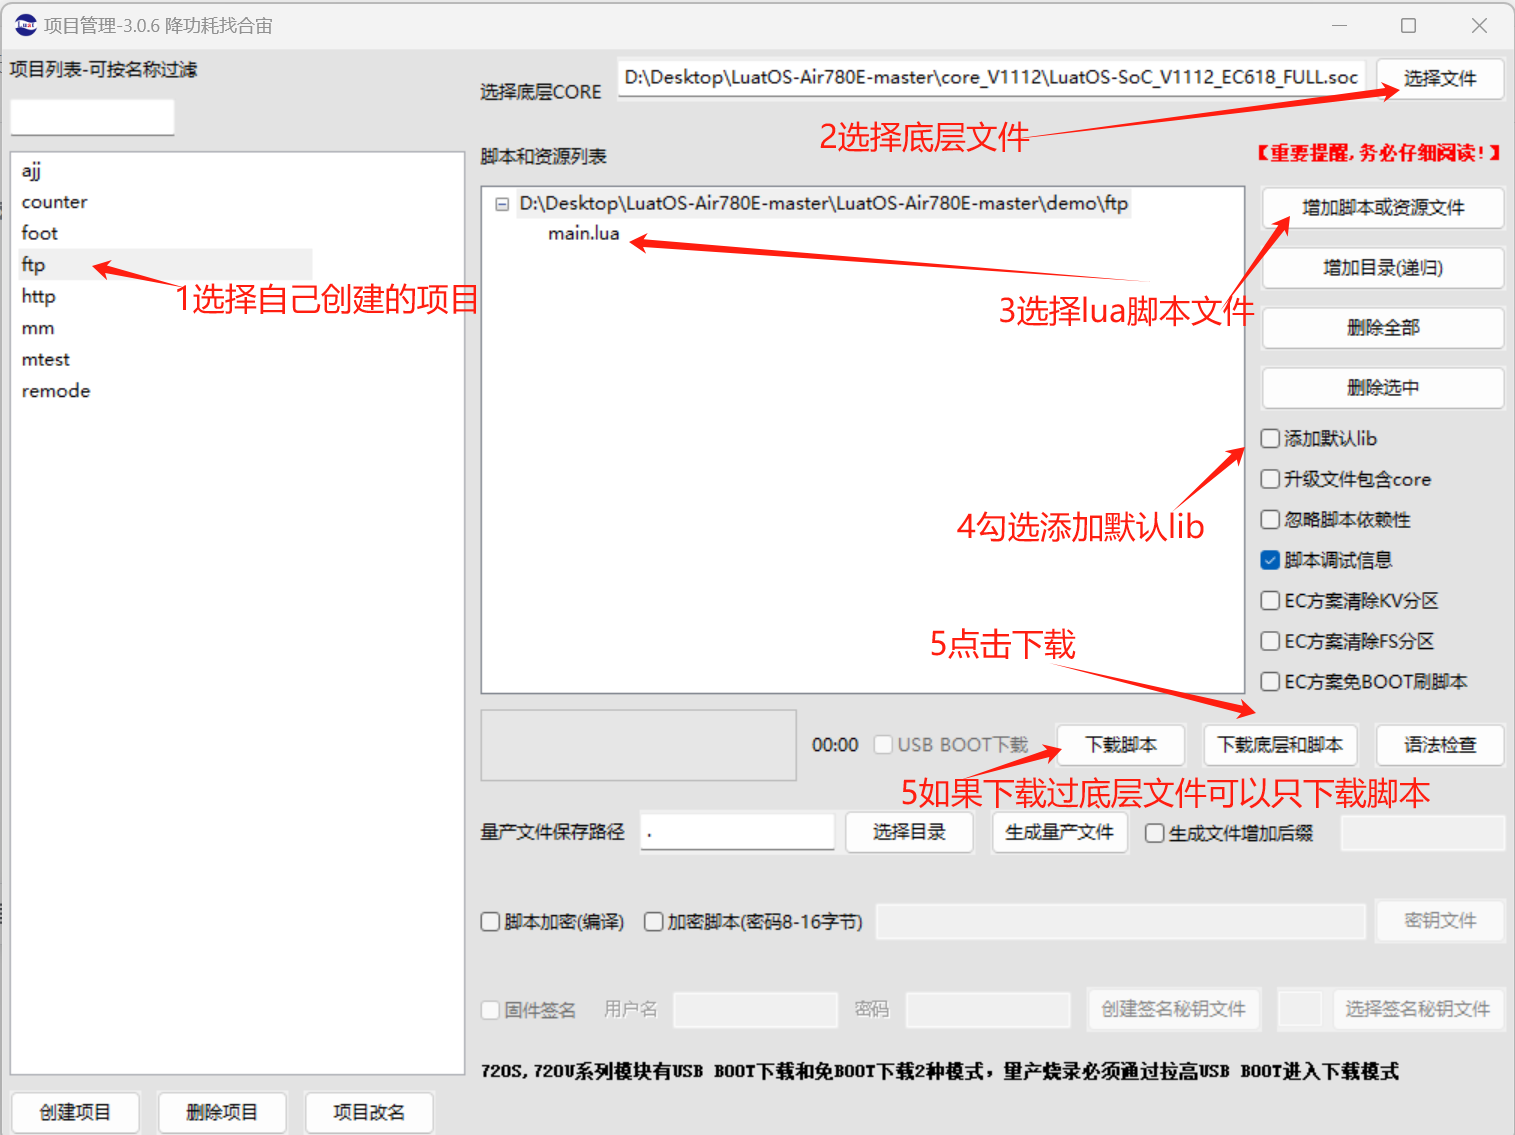 项目管理-3.0.6 降功耗找合宙
项目列表-可按名称过滤
选择底层CORE
D:\Desktop\LuatOS-Air780E-master\core_V1112\LuatOS-SoC_V1112_EC618_FULL.soc
选择文件
2选择底层文件
脚本和资源列表
【重要提醒,务必仔细阅读!】
ajj
counter
foot
ftp
http
mm
mtest
remode
1选择自己创建的项目
D:\Desktop\LuatOS-Air780E-master\LuatOS-Air780E-master\demo\ftp
main.lua
3选择lua脚本文件
增加脚本或资源文件
增加目录(递归)
删除全部
删除选中
添加默认lib
升级文件包含core
忽略脚本依赖性
脚本调试信息
EC方案清除KV分区
EC方案清除FS分区
EC方案免BOOT刷脚本
4勾选添加默认lib
5点击下载
00:00
USB BOOT下载
下载脚本
下载底层和脚本
语法检查
5如果下载过底层文件可以只下载脚本
量产文件保存路径
.
选择目录
生成量产文件
生成文件增加后缀
脚本加密(编译)
加密脚本(密码8-16字节)
密钥文件
固件签名
用户名
密码
创建签名秘钥文件
选择签名秘钥文件
720S,720U系列模块有USB BOOT下载和免BOOT下载2种模式，量产烧录必须通过拉高USB BOOT进入下载模式
创建项目
删除项目
项目改名